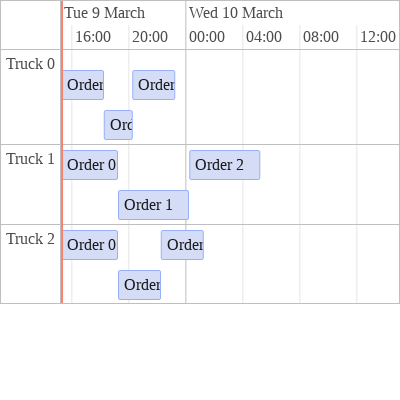 Tue 9 March Wed 10 March
16:00 20:00 00:00 04:00 08:00 12:00
Truck 0
Order Order
Ord
Truck 1
Order 0 Order 2
Order 1
Truck 2
Order 0 Order
Order